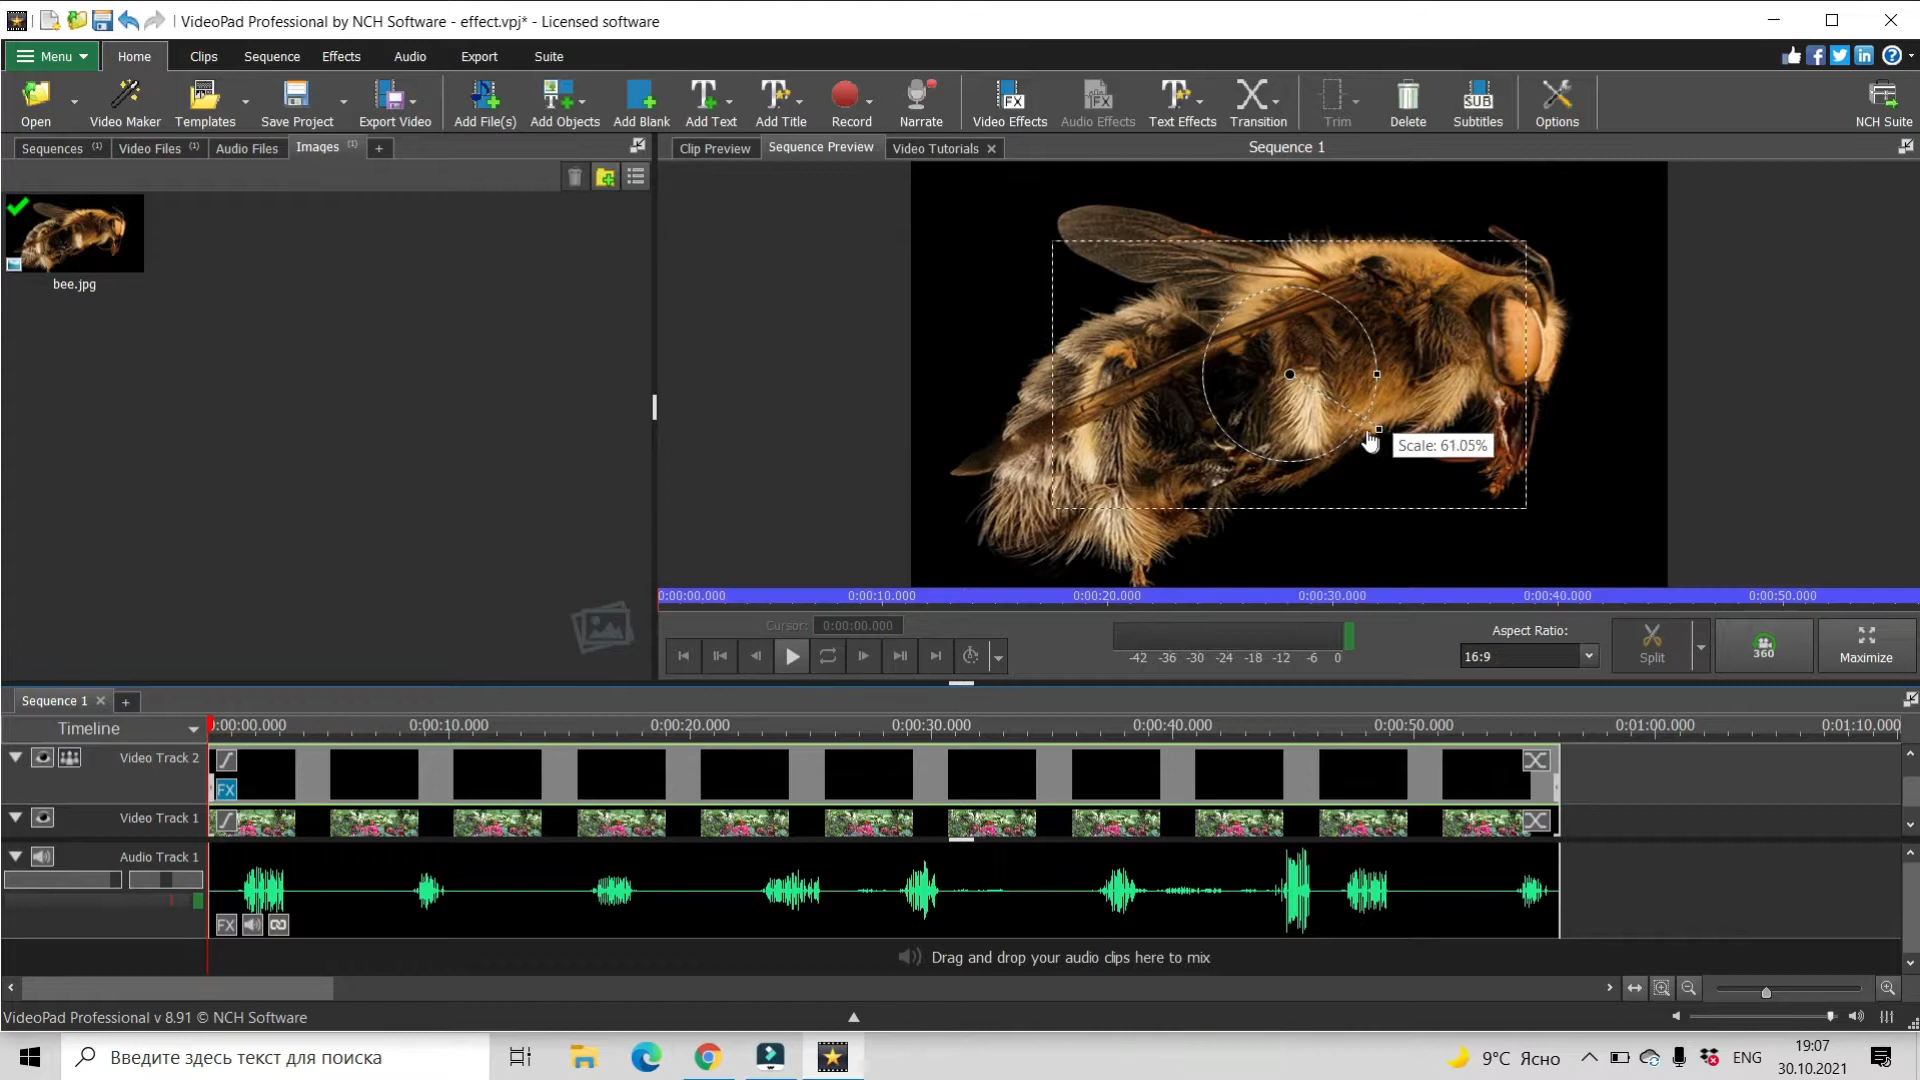 VideoPad Professional by NCH Software - effect.vpj* - Licensed software
Menu Home Clips Sequence Effects Audio Export Suite
Open Video Maker Templates Save Project Export Video Add File(s) Add Objects Add Blank Add Text Add Title Record Narrate Video Effects Audio Effects Text Effects Transition Trim Delete Subtitles Options NCH Suite
Sequences (1) Video Files (1) Audio Files Images (1) +
Clip Preview Sequence Preview Video Tutorials Sequence 1
bee.jpg
Scale: 61.05%
0:00:00.000 0:00:10.000 0:00:20.000 0:00:30.000 0:00:40.000 0:00:50.000
Cursor: 0:00:00.000
-42 -36 -30 -24 -18 -12 -6 0
Aspect Ratio:
16:9
Split
360
Maximize
Sequence 1
Timeline
0:00:00.000 0:00:10.000 0:00:20.000 0:00:30.000 0:00:40.000 0:00:50.000 0:01:00.000 0:01:10.000
Video Track 2
FX
Video Track 1
Audio Track 1
FX
Drag and drop your audio clips here to mix
VideoPad Professional v 8.91 © NCH Software
Введите здесь текст для поиска
9°C Ясно
ENG
19:07
30.10.2021